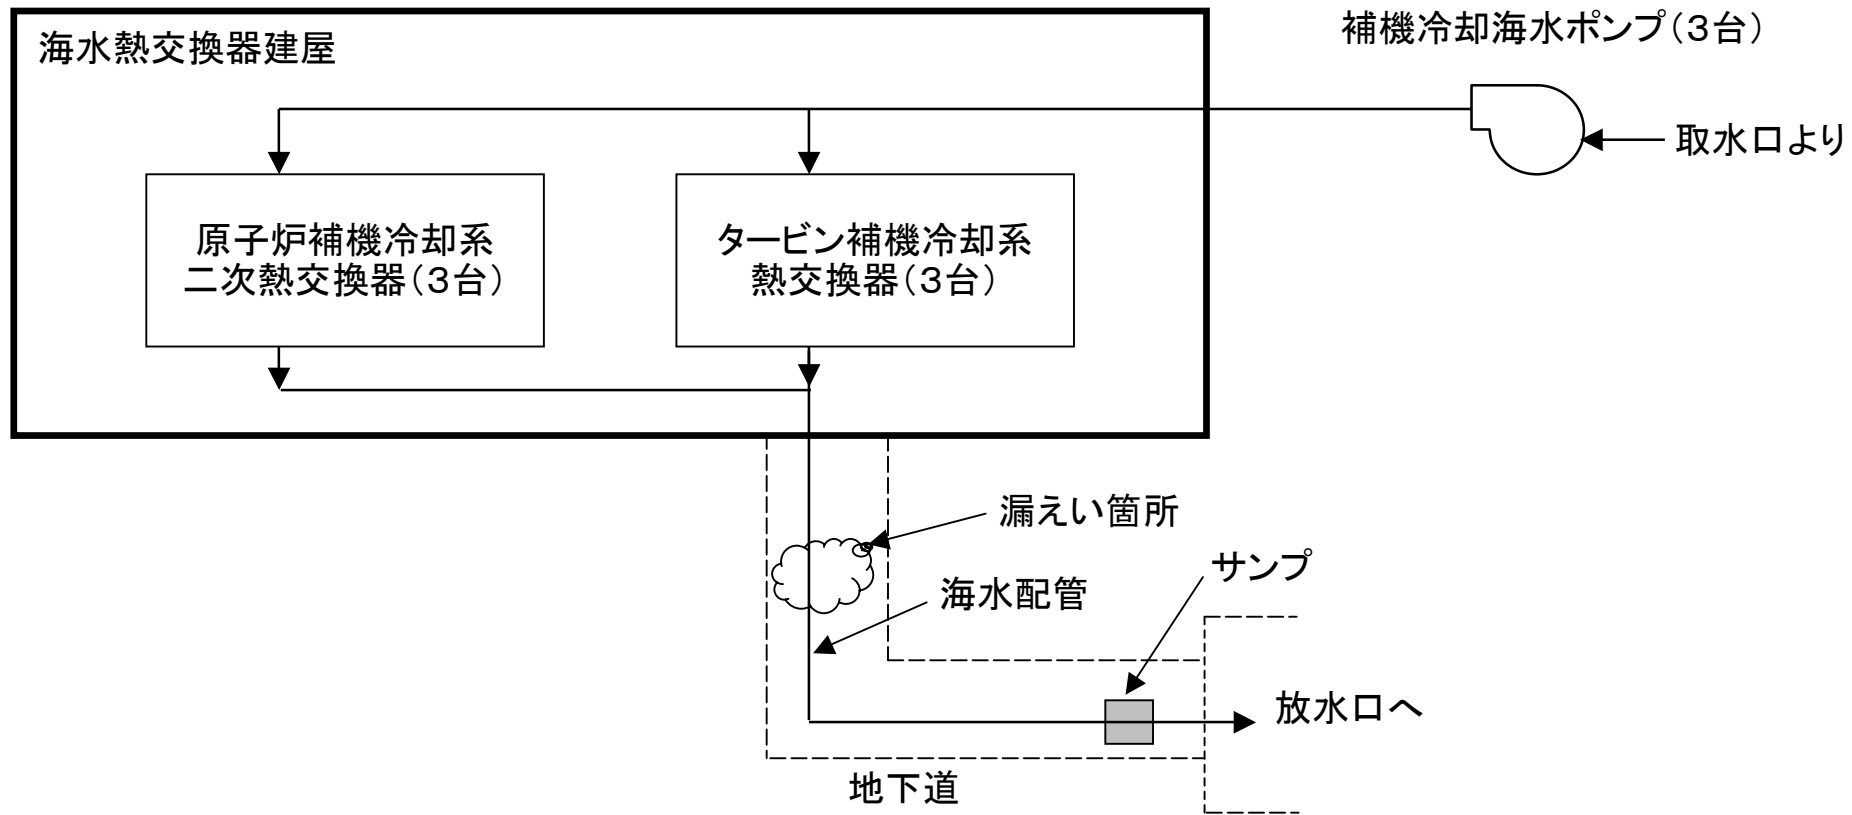 海水熱交換器建屋
補機冷却海水ポンプ(3台)
取水口より
原子炉補機冷却系
二次熱交換器(3台)
タービン補機冷却系
熱交換器(3台)
漏えい箇所
海水配管
サンプ
放水口へ
地下道